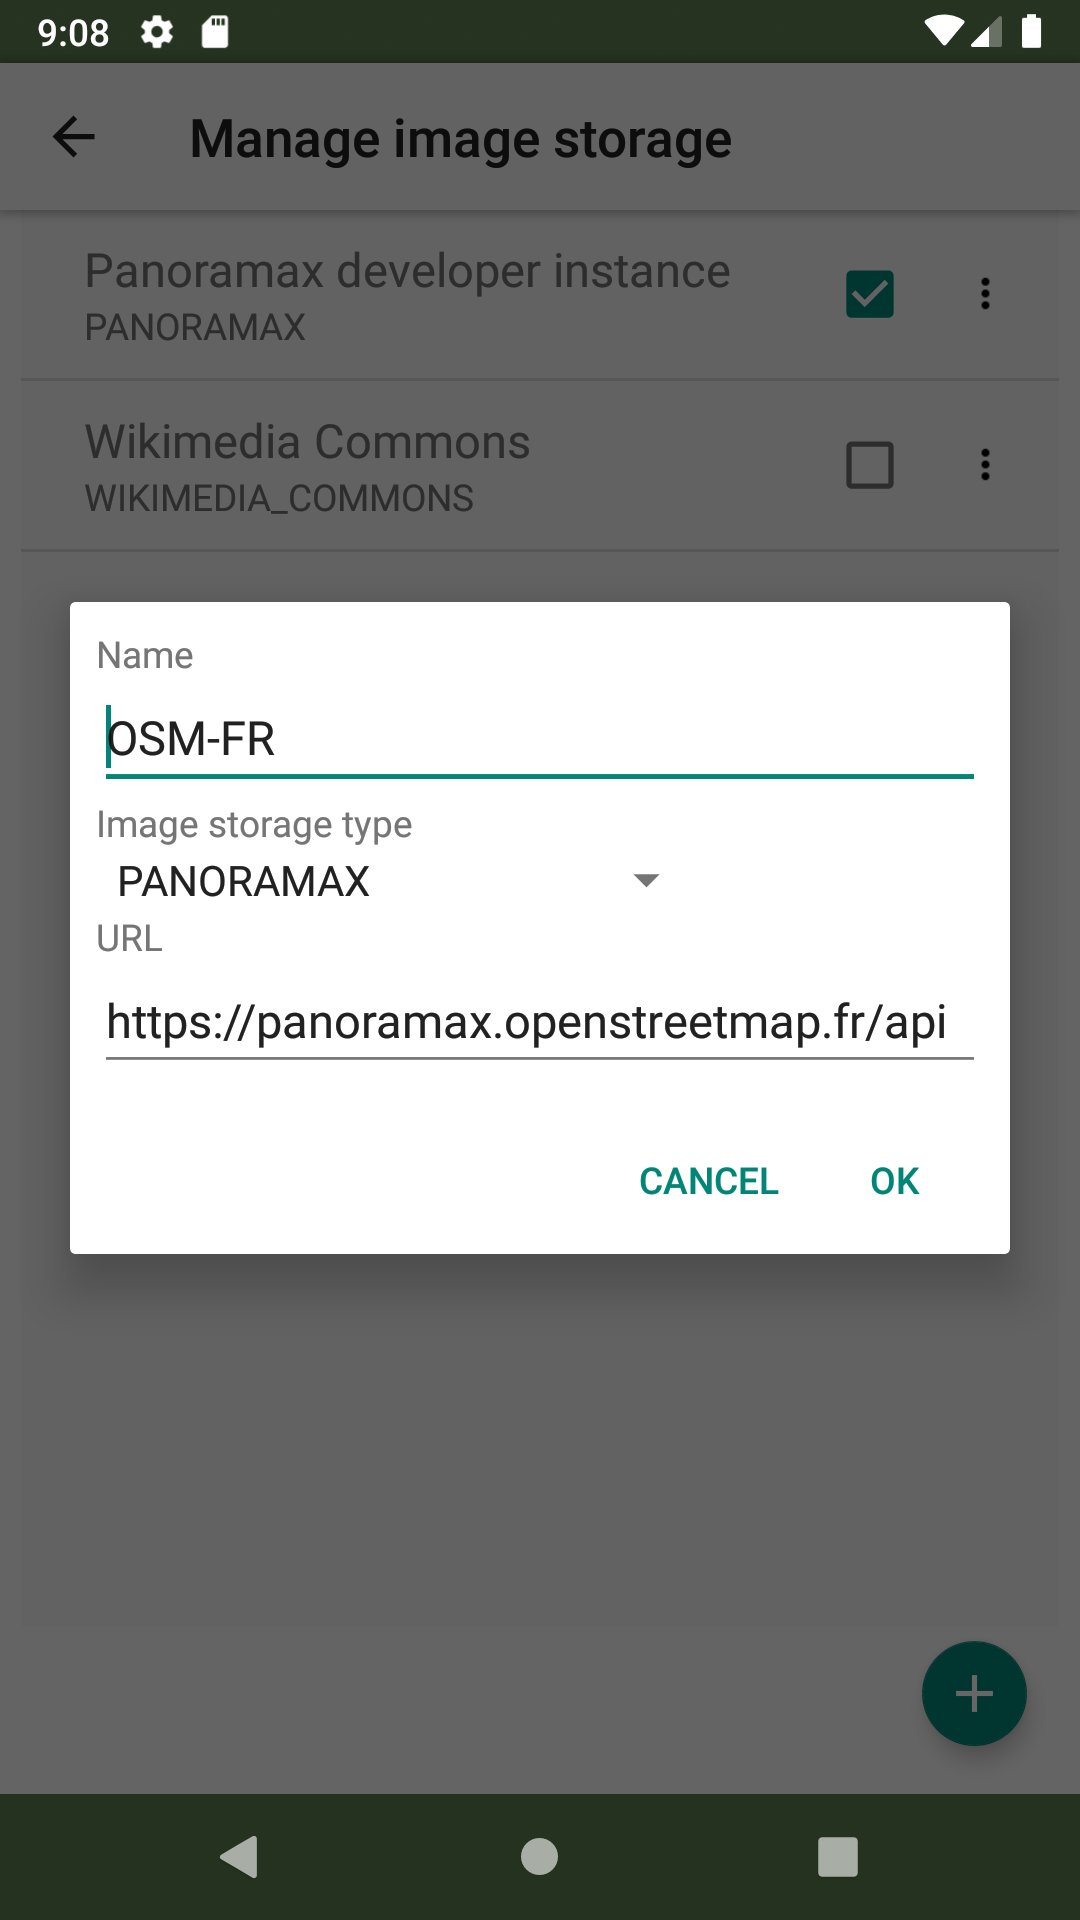 9:08
Manage image storage
Panoramax developer instance
PANORAMAX
Wikimedia Commons
WIKIMEDIA_COMMONS
Name
OSM-FR
Image storage type
PANORAMAX
URL
https://panoramax.openstreetmap.fr/api
CANCEL OK